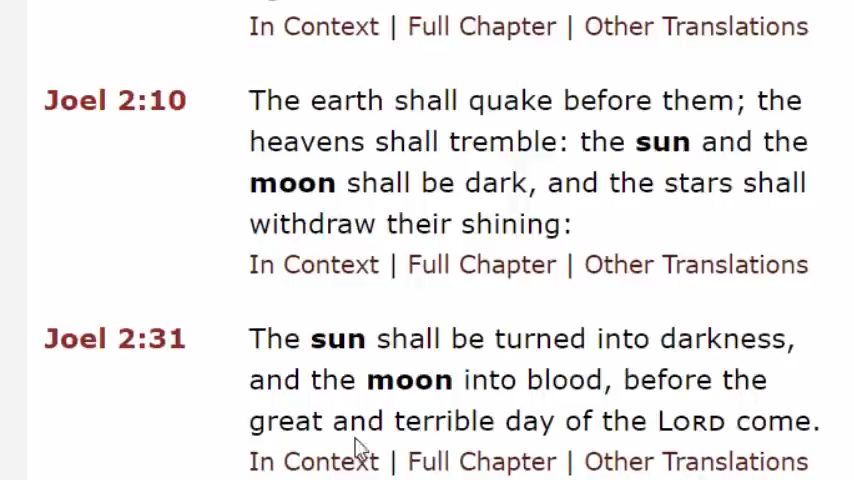 In Context | Full Chapter | Other Translations
Joel 2:10 The earth shall quake before them; the
heavens shall tremble: the sun and the
moon shall be dark, and the stars shall
withdraw their shining:
In Context | Full Chapter | Other Translations
Joel 2:31 The sun shall be turned into darkness,
and the moon into blood, before the
great and terrible day of the LORD come.
In Context | Full Chapter | Other Translations